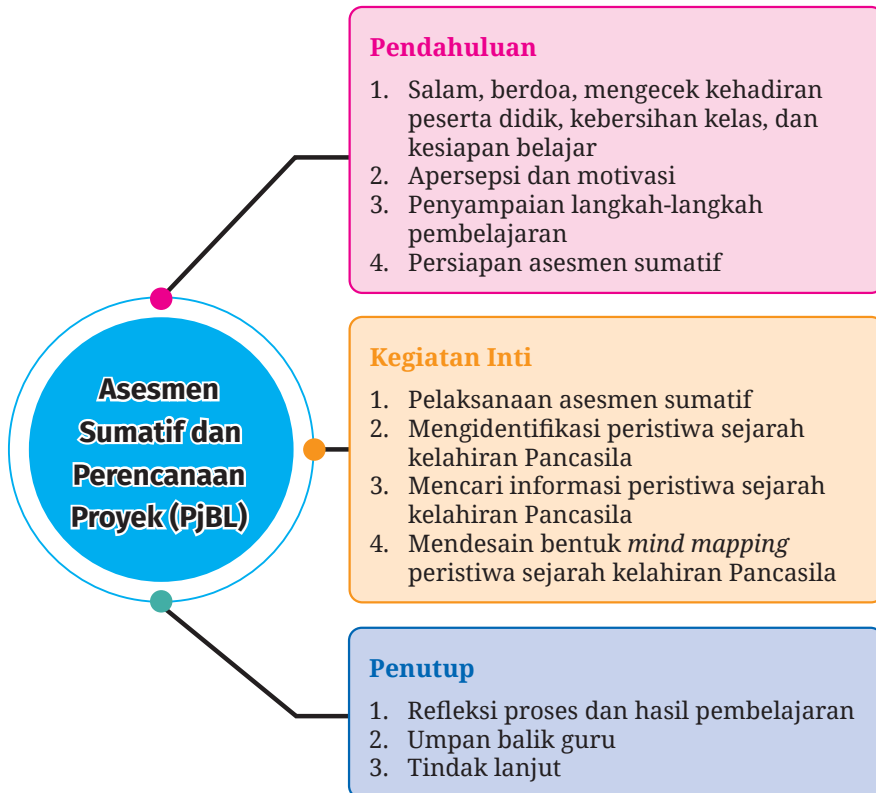 Pendahuluan
1. Salam, berdoa, mengecek kehadiran
peserta didik, kebersihan kelas, dan
kesiapan belajar
2. Apersepsi dan motivasi
3. Penyampaian langkah-langkah
pembelajaran
4. Persiapan asesmen sumatif
Asesmen
Sumatif dan
Perencanaan
Proyek (PjBL)
Kegiatan Inti
1. Pelaksanaan asesmen sumatif
2. Mengidentifikasi peristiwa sejarah
kelahiran Pancasila
3. Mencari informasi peristiwa sejarah
kelahiran Pancasila
4. Mendesain bentuk mind mapping
peristiwa sejarah kelahiran Pancasila
Penutup
1. Refleksi proses dan hasil pembelajaran
2. Umpan balik guru
3. Tindak lanjut